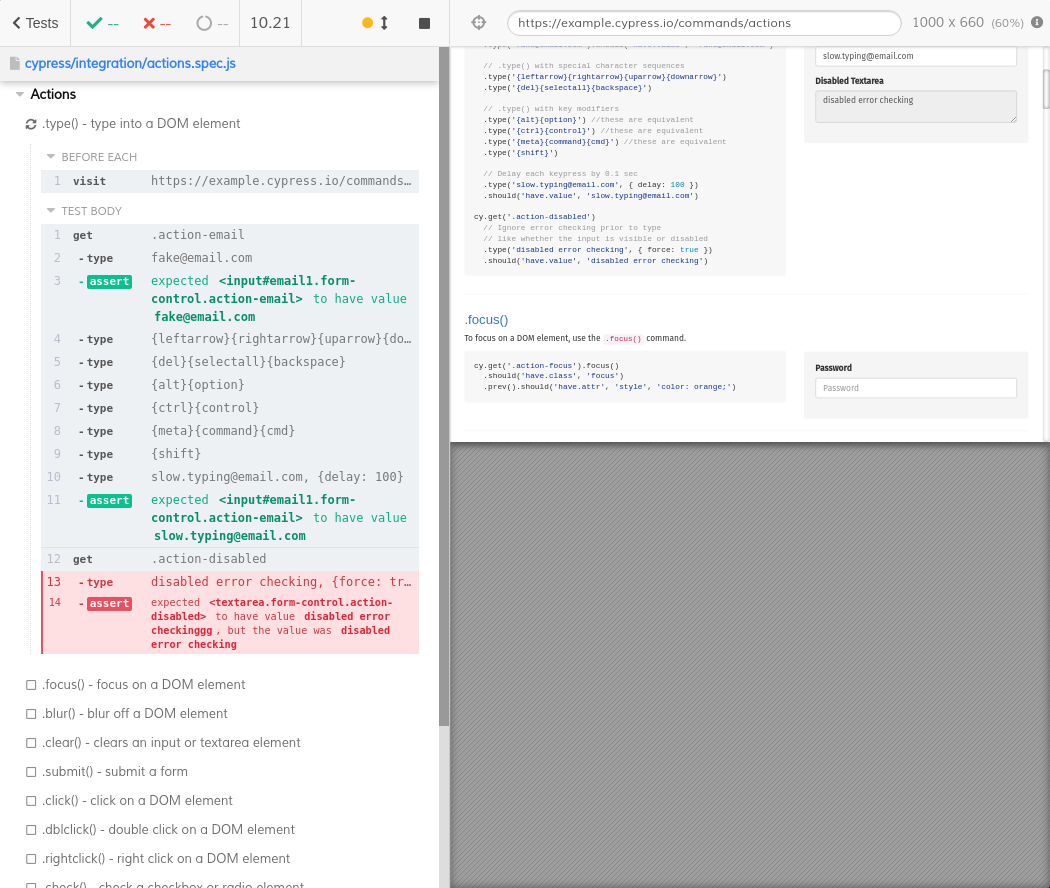 Tests -- -- -- 10.21
cypress/integration/actions.spec.js
Actions
.type() - type into a DOM element
BEFORE EACH
1 visit https://example.cypress.io/commands…
TEST BODY
1 get .action-email
2 - type fake@email.com
3 - assert expected <input#email1.form-
control.action-email> to have value
fake@email.com
4 - type {leftarrow}{rightarrow}{uparrow}{do…
5 - type {del}{selectall}{backspace}
6 - type {alt}{option}
7 - type {ctrl}{control}
8 - type {meta}{command}{cmd}
9 - type {shift}
10 - type slow.typing@email.com, {delay: 100}
11 - assert expected <input#email1.form-
control.action-email> to have value
slow.typing@email.com
12 get .action-disabled
13 - type disabled error checking, {force: tr…
14 - assert expected <textarea.form-control.action-
disabled> to have value disabled error
checkinggg, but the value was disabled
error checking
.focus() - focus on a DOM element
.blur() - blur off a DOM element
.clear() - clears an input or textarea element
.submit() - submit a form
.click() - click on a DOM element
.dblclick() - double click on a DOM element
.rightclick() - right click on a DOM element
.check() - check a checkbox or radio element
https://example.cypress.io/commands/actions 1000 x 660 (60%)
// .type() with special character sequences
.type('{leftarrow}{rightarrow}{uparrow}{downarrow}')
.type('{del}{selectall}{backspace}')
// .type() with key modifiers
.type('{alt}{option}') //these are equivalent
.type('{ctrl}{control}') //these are equivalent
.type('{meta}{command}{cmd}') //these are equivalent
.type('{shift}')
// Delay each keypress by 0.1 sec
.type('slow.typing@email.com', { delay: 100 })
.should('have.value', 'slow.typing@email.com')
cy.get('.action-disabled')
// Ignore error checking prior to type
// like whether the input is visible or disabled
.type('disabled error checking', { force: true })
.should('have.value', 'disabled error checking')
slow.typing@email.com
Disabled Textarea
disabled error checking
.focus()
To focus on a DOM element, use the .focus() command.
cy.get('.action-focus').focus()
.should('have.class', 'focus')
.prev().should('have.attr', 'style', 'color: orange;')
Password
Password